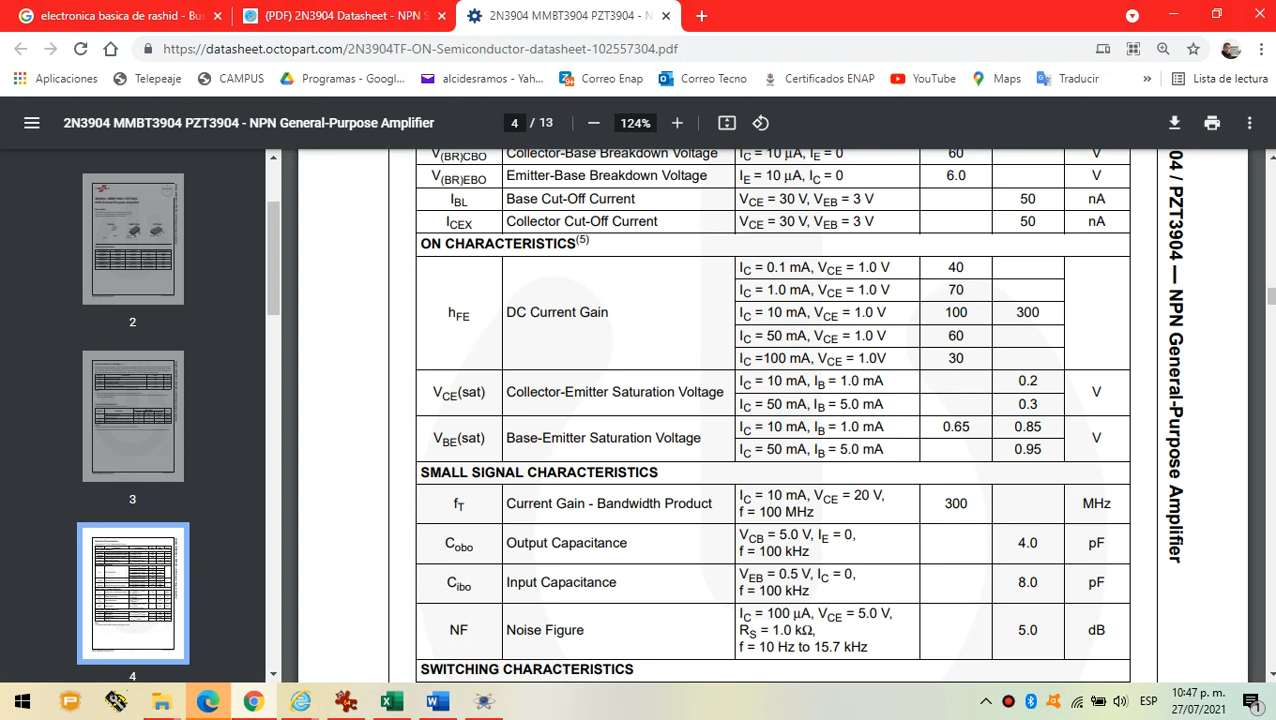 electronica basica de rashid - Bus
(PDF) 2N3904 Datasheet - NPN S
2N3904 MMBT3904 PZT3904 - N
https://datasheet.octopart.com/2N3904TF-ON-Semiconductor-datasheet-102557304.pdf
Aplicaciones Telepeaje CAMPUS Programas - Googl... alcidesramos - Yah... Correo Enap Correo Tecno Certificados ENAP YouTube Maps Traducir » Lista de lectura
2N3904 MMBT3904 PZT3904 - NPN General-Purpose Amplifier 4 / 13 124%
2
3
4
V(BR)CBO Collector-Base Breakdown Voltage IC = 10 μA, IE = 0 60 V
V(BR)EBO Emitter-Base Breakdown Voltage IE = 10 μA, IC = 0 6.0 V
IBL Base Cut-Off Current VCE = 30 V, VEB = 3 V 50 nA
ICEX Collector Cut-Off Current VCE = 30 V, VEB = 3 V 50 nA
ON CHARACTERISTICS(5)
hFE DC Current Gain
IC = 0.1 mA, VCE = 1.0 V 40
IC = 1.0 mA, VCE = 1.0 V 70
IC = 10 mA, VCE = 1.0 V 100 300
IC = 50 mA, VCE = 1.0 V 60
IC =100 mA, VCE = 1.0V 30
VCE(sat) Collector-Emitter Saturation Voltage V
IC = 10 mA, IB = 1.0 mA 0.2
IC = 50 mA, IB = 5.0 mA 0.3
VBE(sat) Base-Emitter Saturation Voltage V
IC = 10 mA, IB = 1.0 mA 0.65 0.85
IC = 50 mA, IB = 5.0 mA 0.95
SMALL SIGNAL CHARACTERISTICS
fT Current Gain - Bandwidth Product IC = 10 mA, VCE = 20 V, 300 MHz
f = 100 MHz
Cobo Output Capacitance VCB = 5.0 V, IE = 0, 4.0 pF
f = 100 kHz
Cibo Input Capacitance VEB = 0.5 V, IC = 0, 8.0 pF
f = 100 kHz
NF Noise Figure
IC = 100 μA, VCE = 5.0 V,
RS = 1.0 kΩ, 5.0 dB
f = 10 Hz to 15.7 kHz
SWITCHING CHARACTERISTICS
04 / PZT3904 — NPN General-Purpose Amplifier
ESP
10:47 p. m.
27/07/2021
1